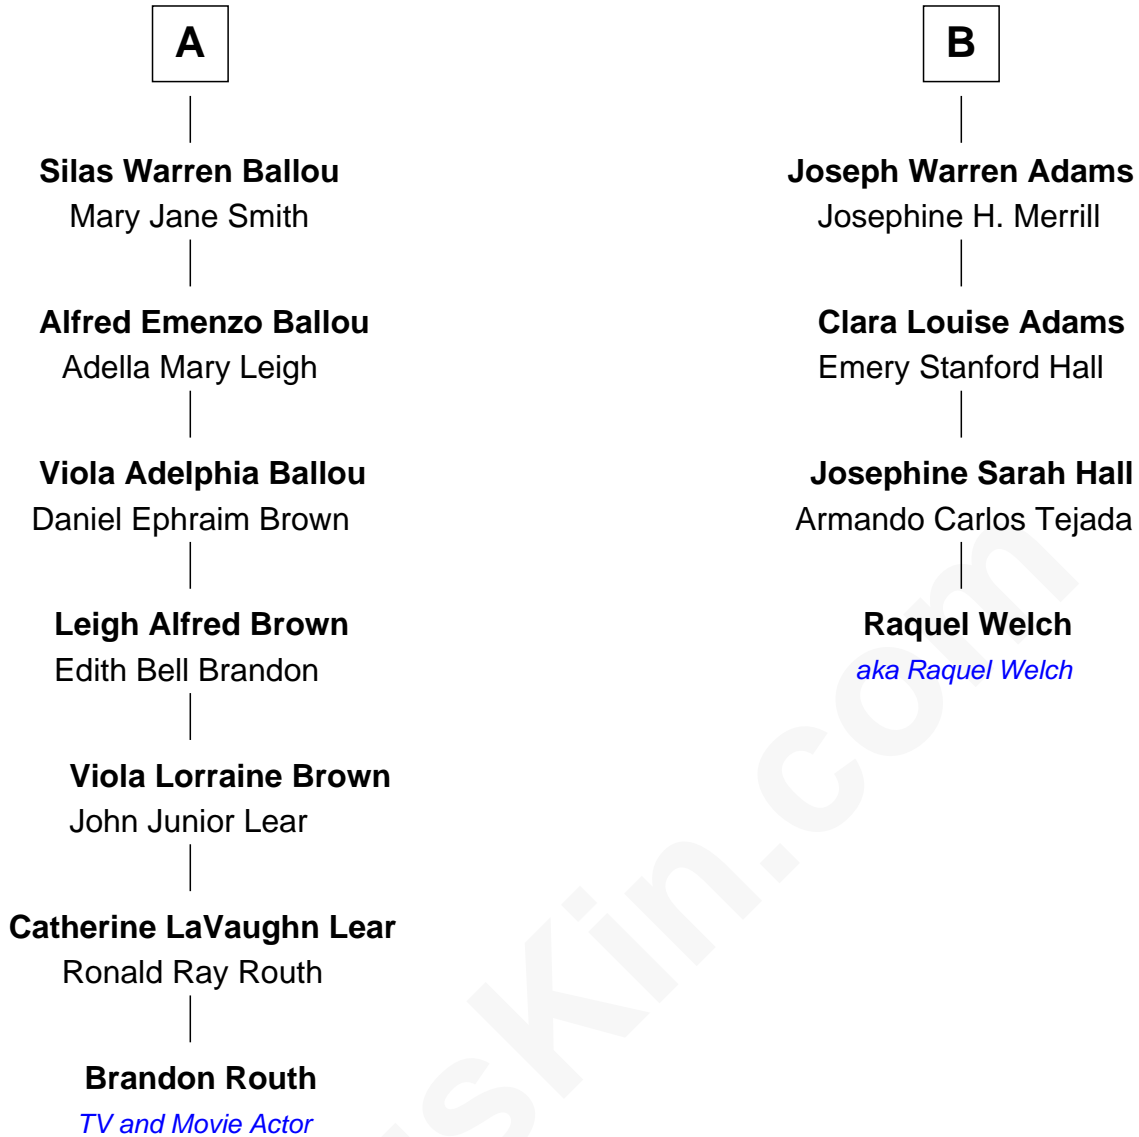 A
Silas Warren Ballou
Mary Jane Smith
Alfred Emenzo Ballou
Adella Mary Leigh
Viola Adelphia Ballou
Daniel Ephraim Brown
Leigh Alfred Brown
Edith Bell Brandon
Viola Lorraine Brown
John Junior Lear
Catherine LaVaughn Lear
Ronald Ray Routh
Brandon Routh
TV and Movie Actor
B
Joseph Warren Adams
Josephine H. Merrill
Clara Louise Adams
Emery Stanford Hall
Josephine Sarah Hall
Armando Carlos Tejada
Raquel Welch
aka Raquel Welch